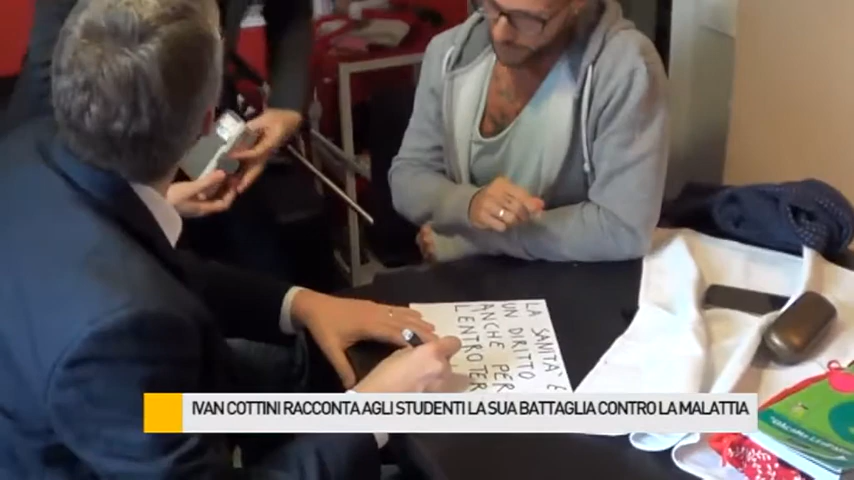 LA SANITA' È
UN DIRITTO
ANCHE PER
L'ENTROTER
IVAN COTTINI RACCONTA AGLI STUDENTI LA SUA BATTAGLIA CONTRO LA MALATTIA